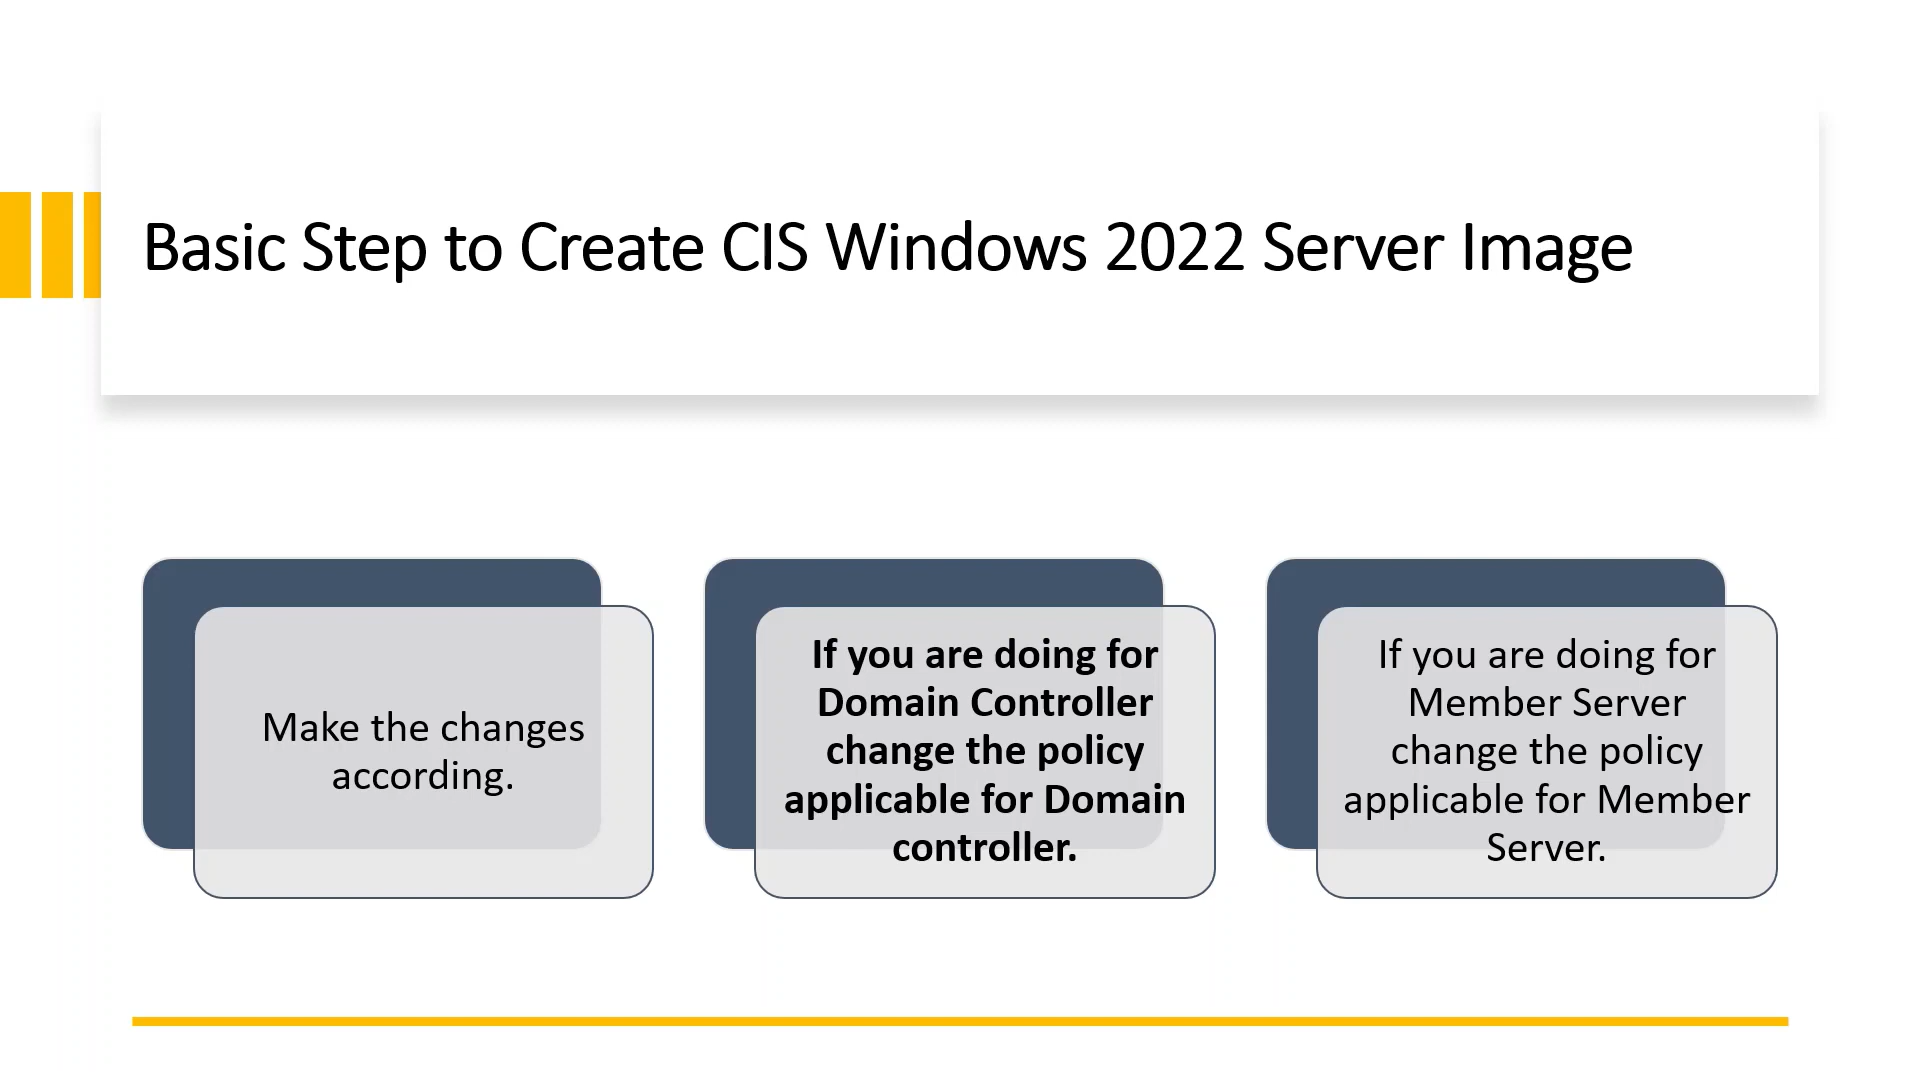 Basic Step to Create CIS Windows 2022 Server Image
Make the changes
according.
If you are doing for
Domain Controller
change the policy
applicable for Domain
controller.
If you are doing for
Member Server
change the policy
applicable for Member
Server.